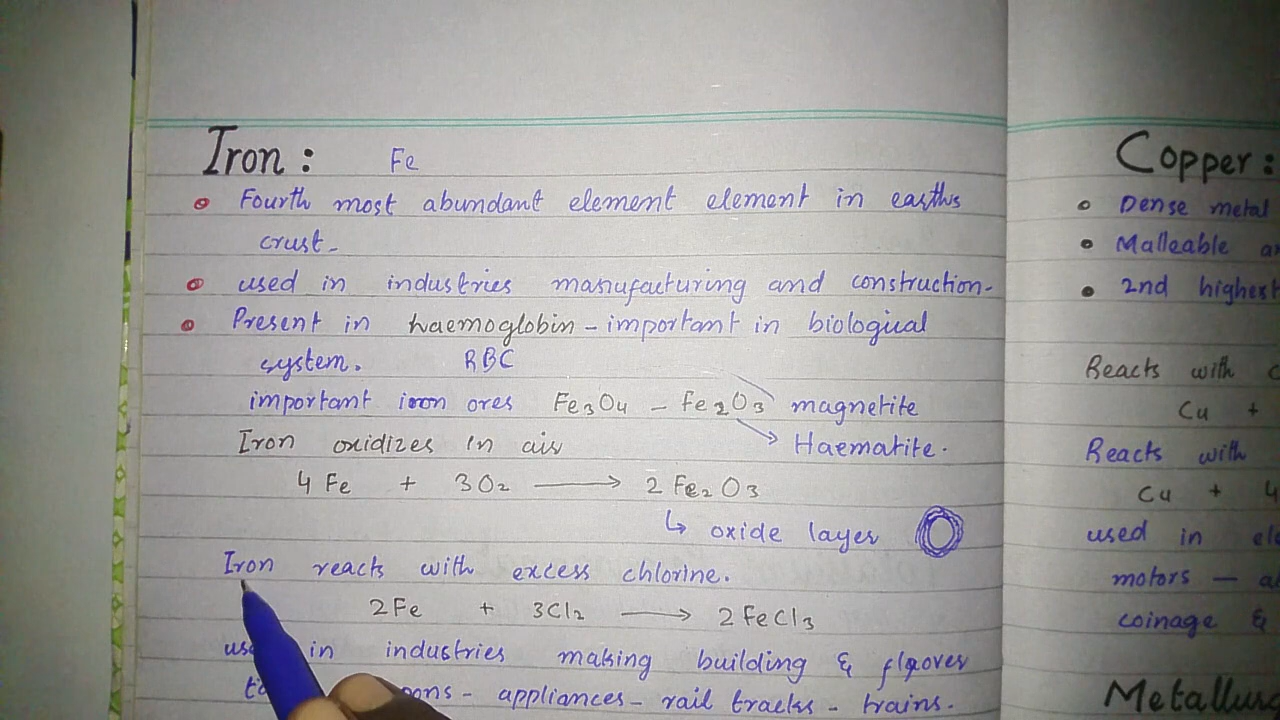 Iron : Fe
Fourth most abundant element element in earths
crust.
used in industries manufacturing and construction.
Present in haemoglobin - important in biological
system. RBC
important iron ores Fe3O4 - Fe2O3 magnetite
Haematite.
Iron oxidizes in air
4 Fe + 3O2 → 2 Fe2O3
↳ oxide layer
Iron reacts with excess chlorine.
2Fe + 3Cl2 → 2FeCl3
in industries making building &
appliances - rail tracks - trains.
Copper :
Dense metal
Malleable
2nd highest
Reacts with
Cu +
Reacts with
Cu + 4
used in
motors -
coinage &